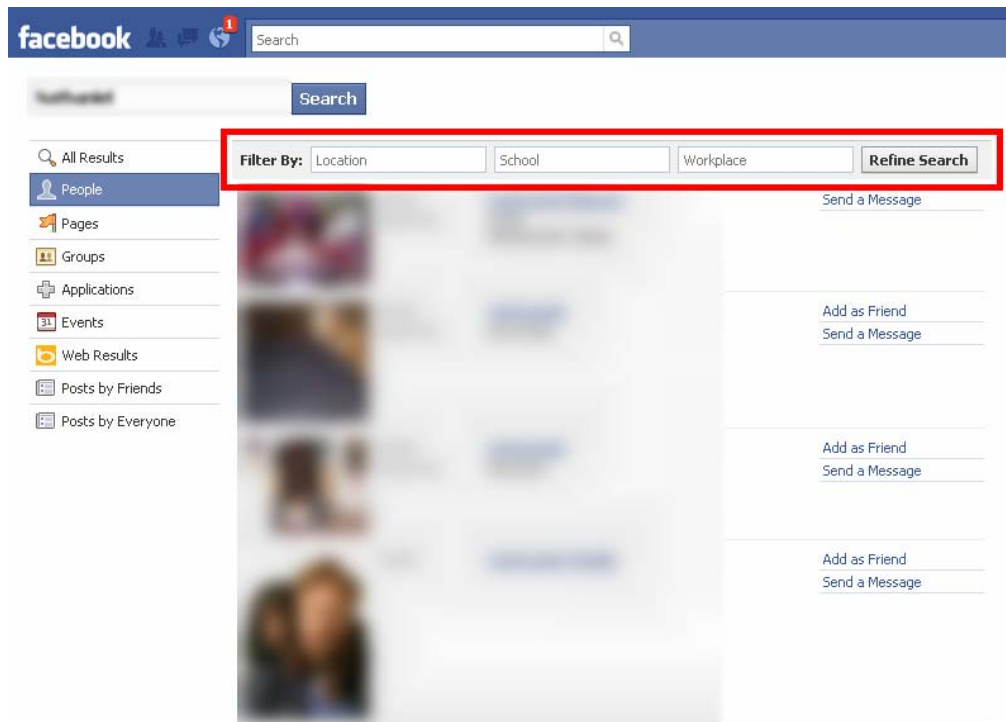 facebook 1 Search
Search
All Results
People
Pages
Groups
Applications
31 Events
Web Results
Posts by Friends
Posts by Everyone
Filter By: Location School Workplace Refine Search
Send a Message
Add as Friend
Send a Message
Add as Friend
Send a Message
Add as Friend
Send a Message